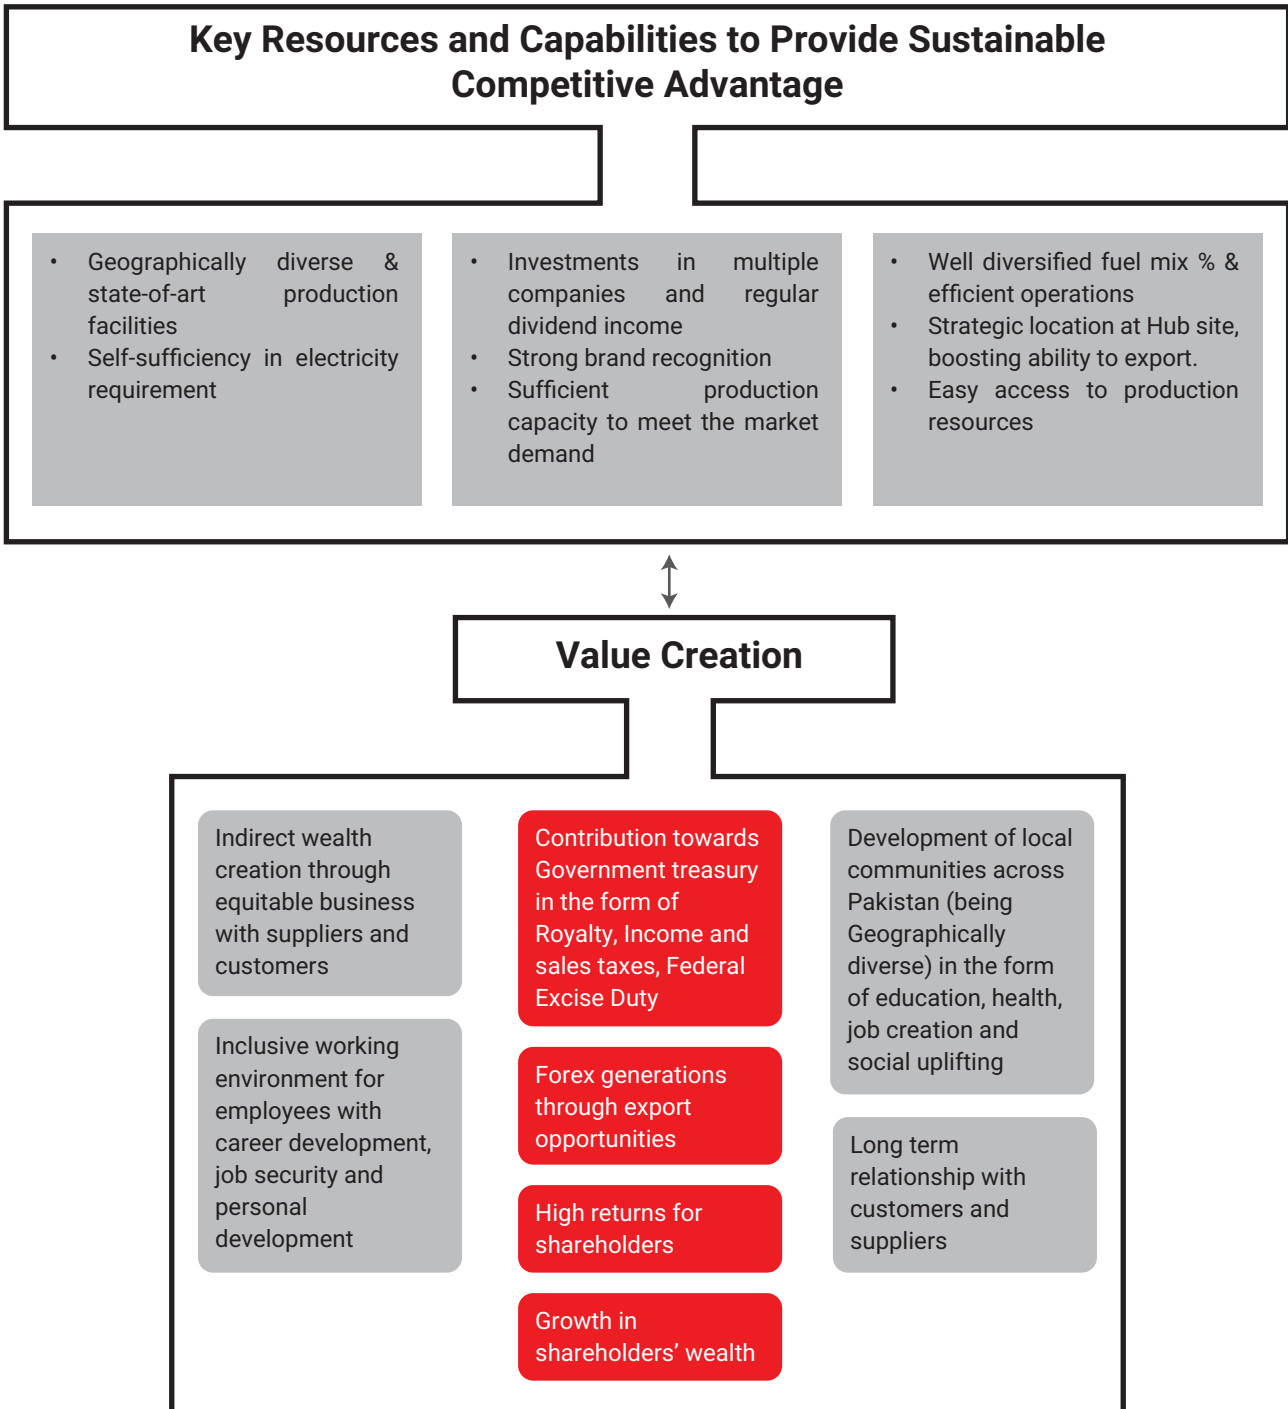 Key Resources and Capabilities to Provide Sustainable
Competitive Advantage
• Geographically diverse &
state-of-art production
facilities
• Self-sufficiency in electricity
requirement
• Investments in multiple
companies and regular
dividend income
• Strong brand recognition
• Sufficient production
capacity to meet the market
demand
• Well diversified fuel mix % &
efficient operations
• Strategic location at Hub site,
boosting ability to export.
• Easy access to production
resources
Value Creation
Indirect wealth
creation through
equitable business
with suppliers and
customers
Inclusive working
environment for
employees with
career development,
job security and
personal
development
Contribution towards
Government treasury
in the form of
Royalty, Income and
sales taxes, Federal
Excise Duty
Forex generations
through export
opportunities
High returns for
shareholders
Growth in
shareholders’ wealth
Development of local
communities across
Pakistan (being
Geographically
diverse) in the form
of education, health,
job creation and
social uplifting
Long term
relationship with
customers and
suppliers